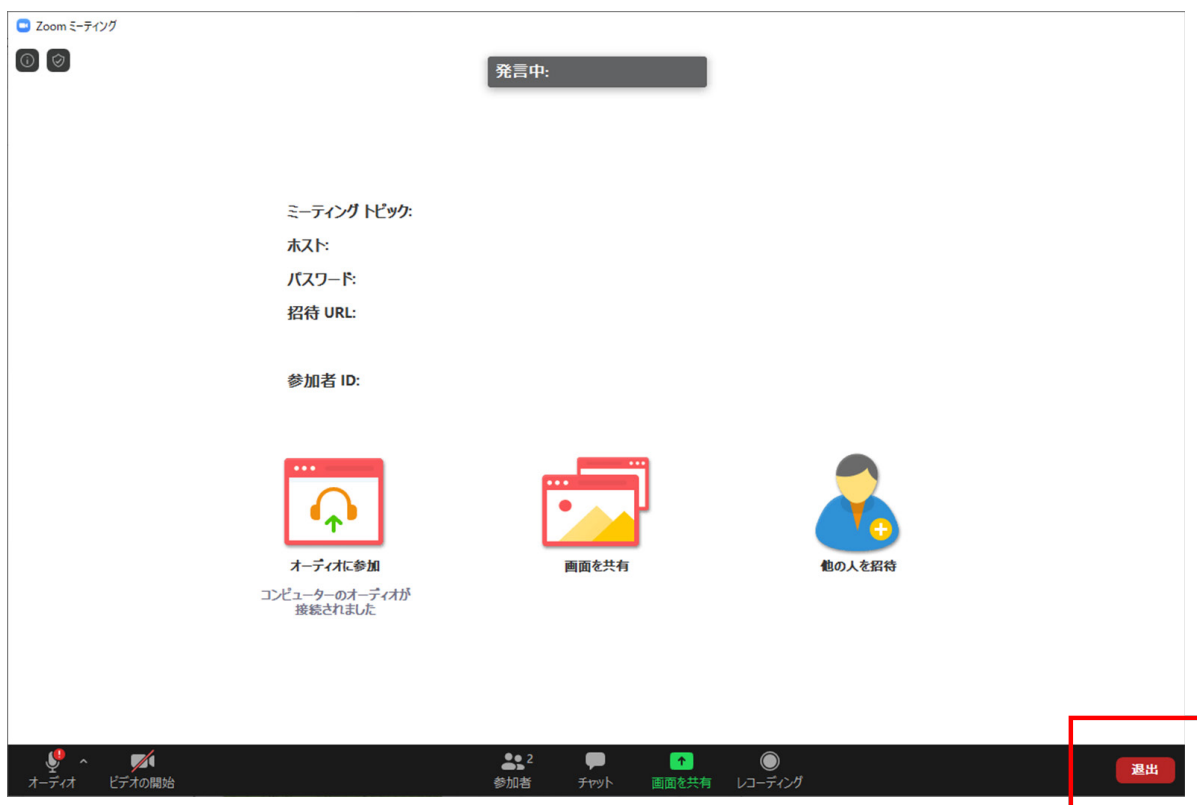 Zoom ミーティング
発言中:
ミーティング トピック:
ホスト:
パスワード:
招待 URL:
参加者 ID:
オーディオに参加
画面を共有
他の人を招待
コンピューターのオーディオが
接続されました
オーディオ
ビデオの開始
参加者
2
チャット
画面を共有
レコーディング
退出